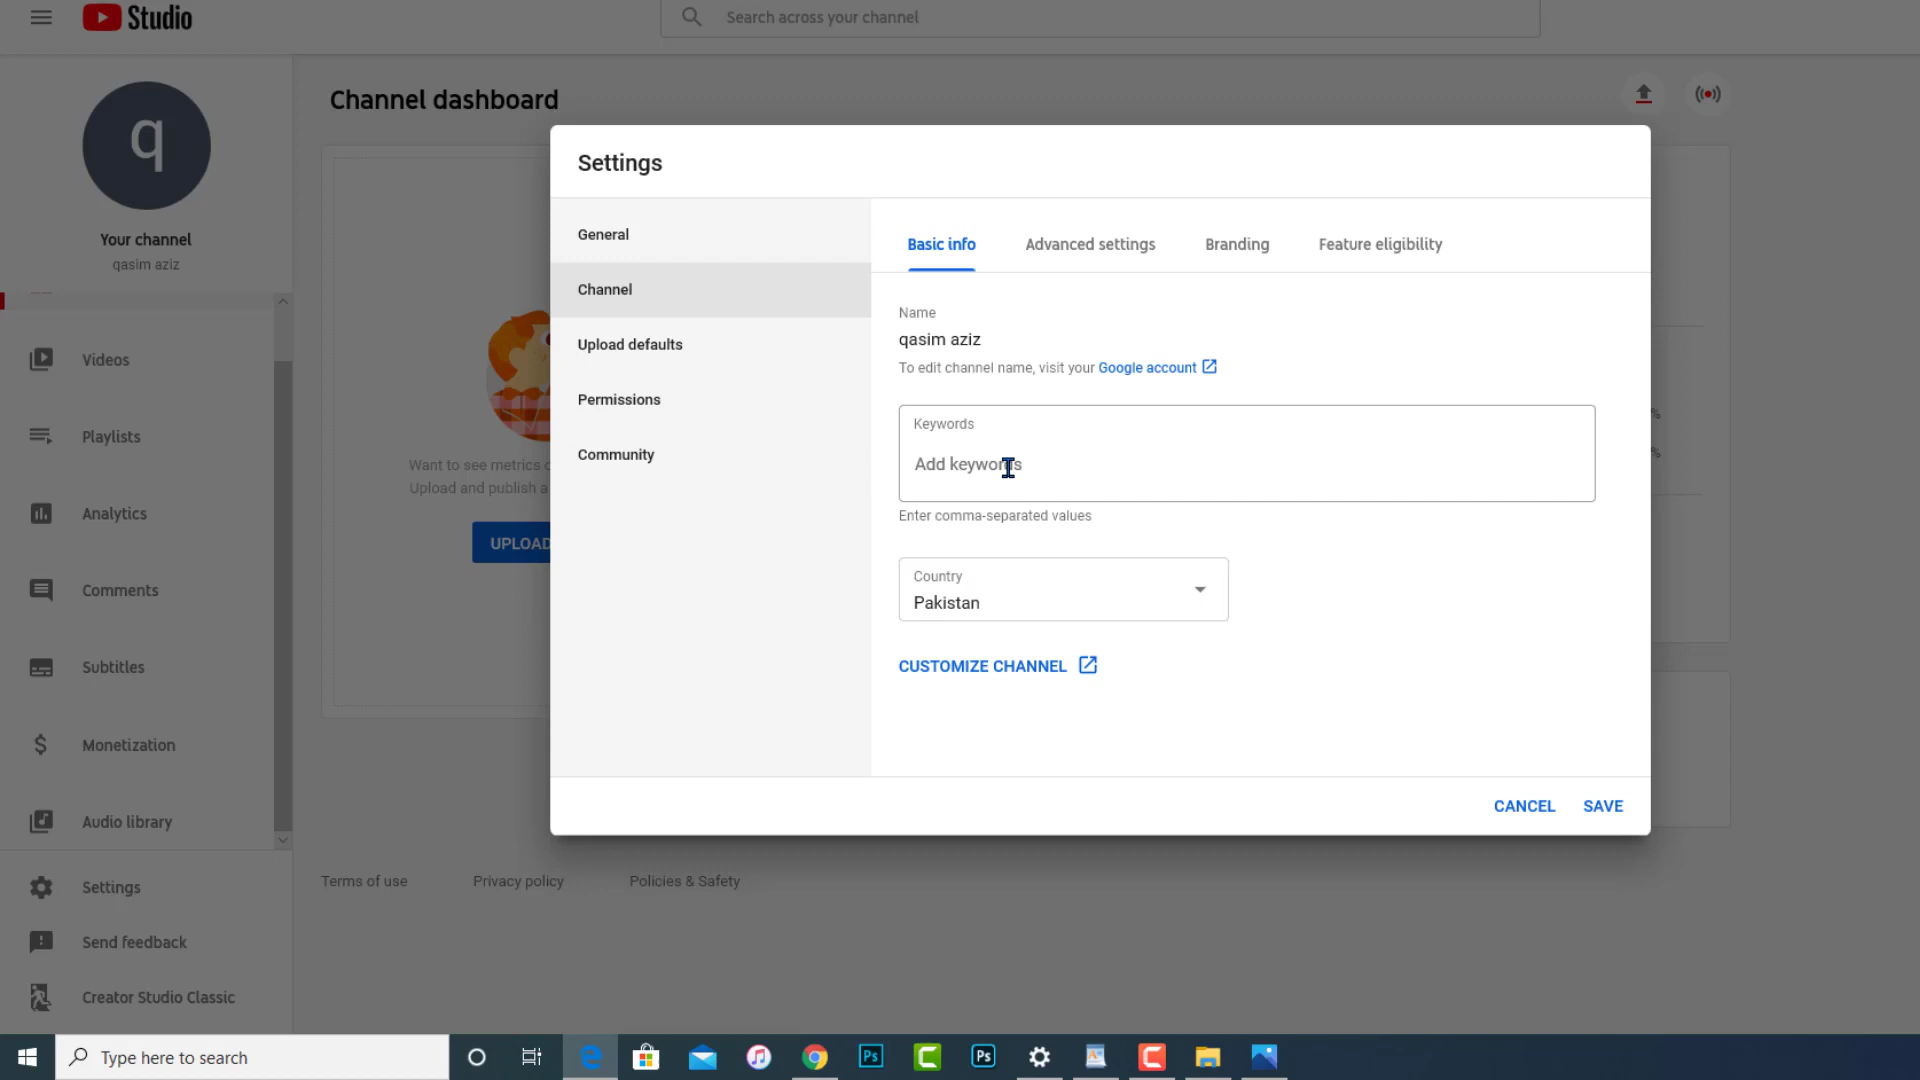 Studio
Search across your channel
q
Your channel
qasim aziz
Videos
Playlists
Analytics
Comments
Subtitles
Monetization
Audio library
Settings
Send feedback
Creator Studio Classic
Channel dashboard
Want to see metrics
Upload and publish a
UPLOAD
Settings
General
Channel
Upload defaults
Permissions
Community
Basic info
Advanced settings
Branding
Feature eligibility
Name
qasim aziz
To edit channel name, visit your Google account
Keywords
Add keywords
Enter comma-separated values
Country
Pakistan
CUSTOMIZE CHANNEL
CANCEL
SAVE
%
%
Terms of use
Privacy policy
Policies & Safety
Type here to search
Ps
Ps